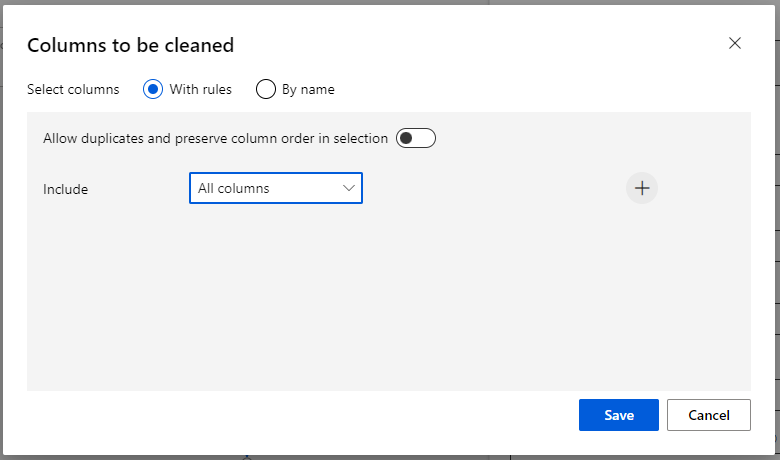 Columns to be cleaned
Select columns With rules By name
Allow duplicates and preserve column order in selection
Include All columns
Save Cancel